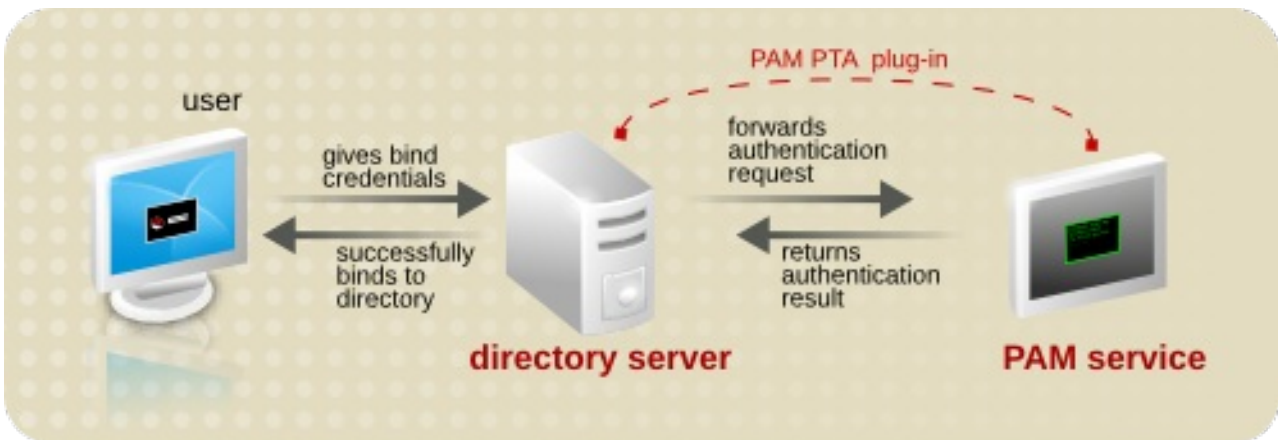 PAM PTA plug-in
user
gives bind
credentials
successfully
binds to
directory
forwards
authentication
request
returns
authentication
result
directory server
PAM service